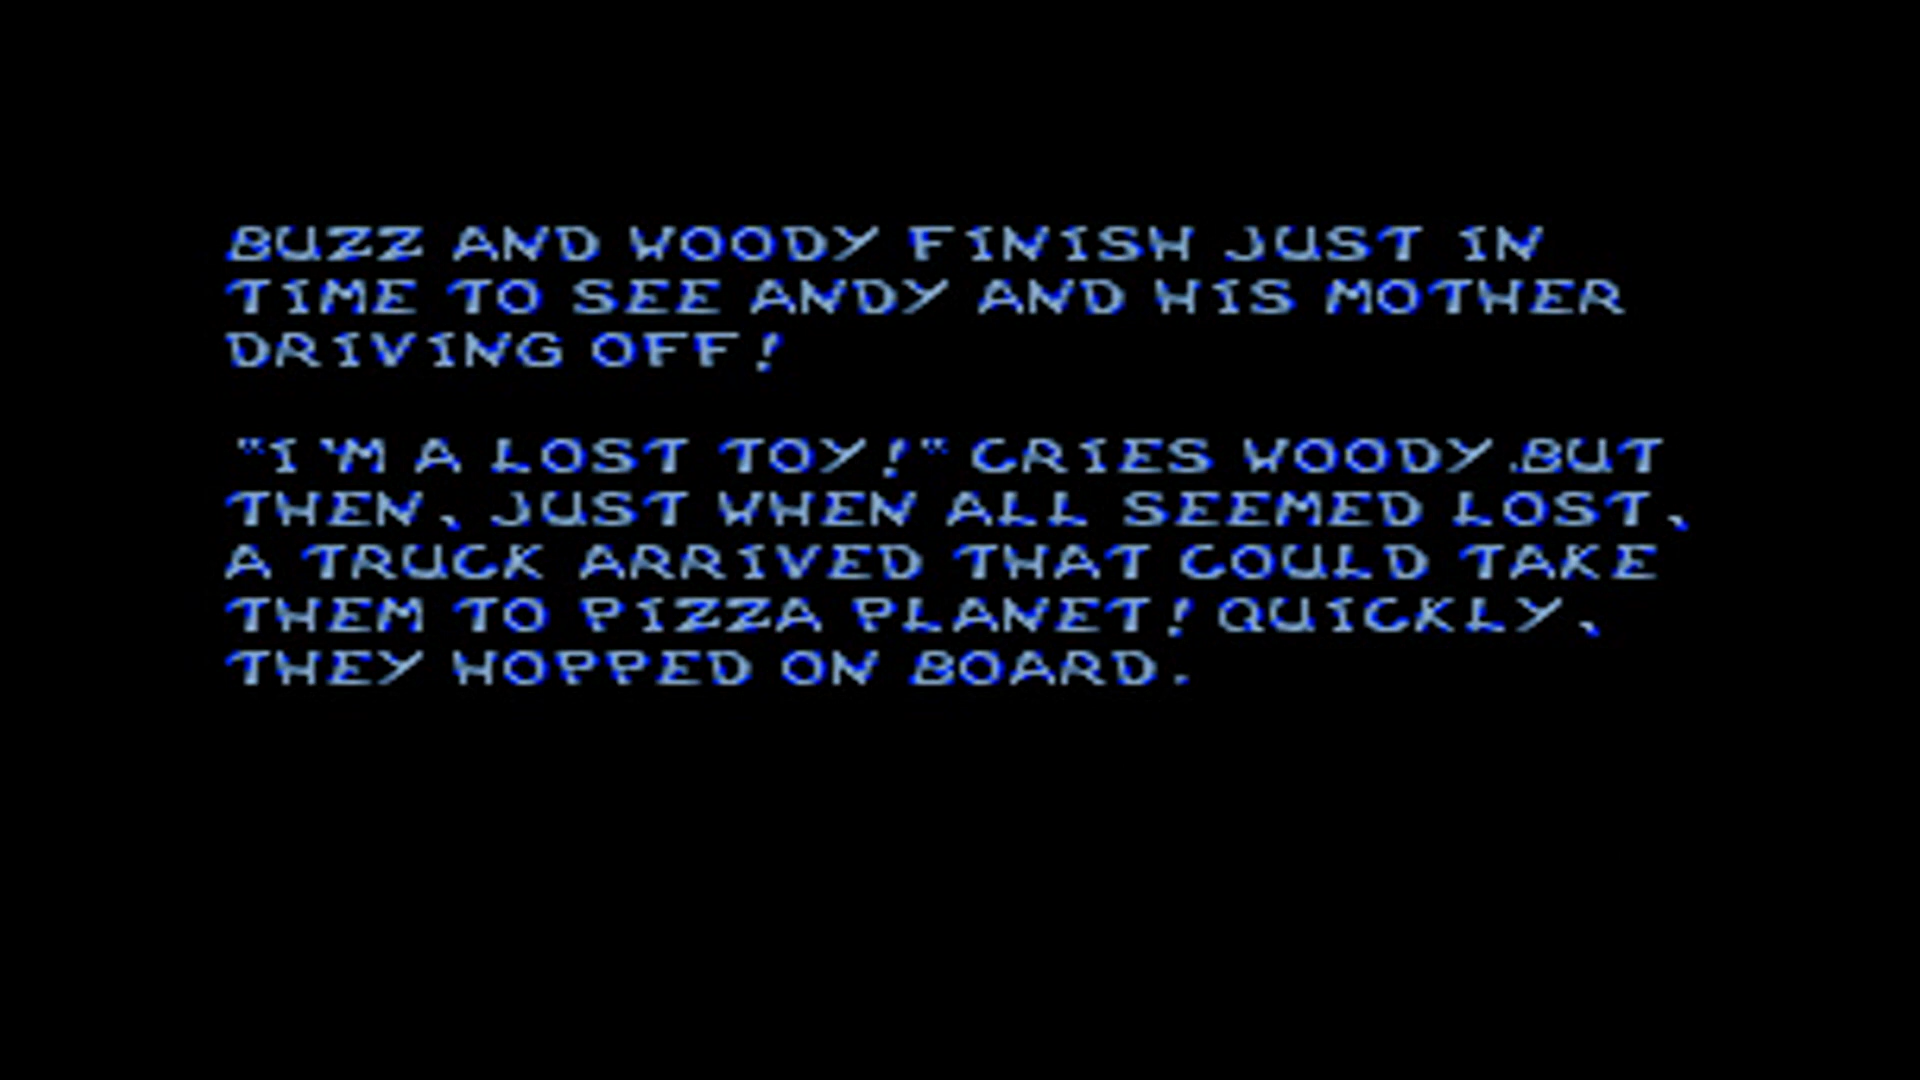 BUZZ AND WOODY FINISH JUST IN
TIME TO SEE ANDY AND HIS MOTHER
DRIVING OFF!
"I'M A LOST TOY!" CRIES WOODY.BUT
THEN, JUST WHEN ALL SEEMED LOST,
A TRUCK ARRIVED THAT COULD TAKE
THEM TO PIZZA PLANET! QUICKLY,
THEY HOPPED ON BOARD.